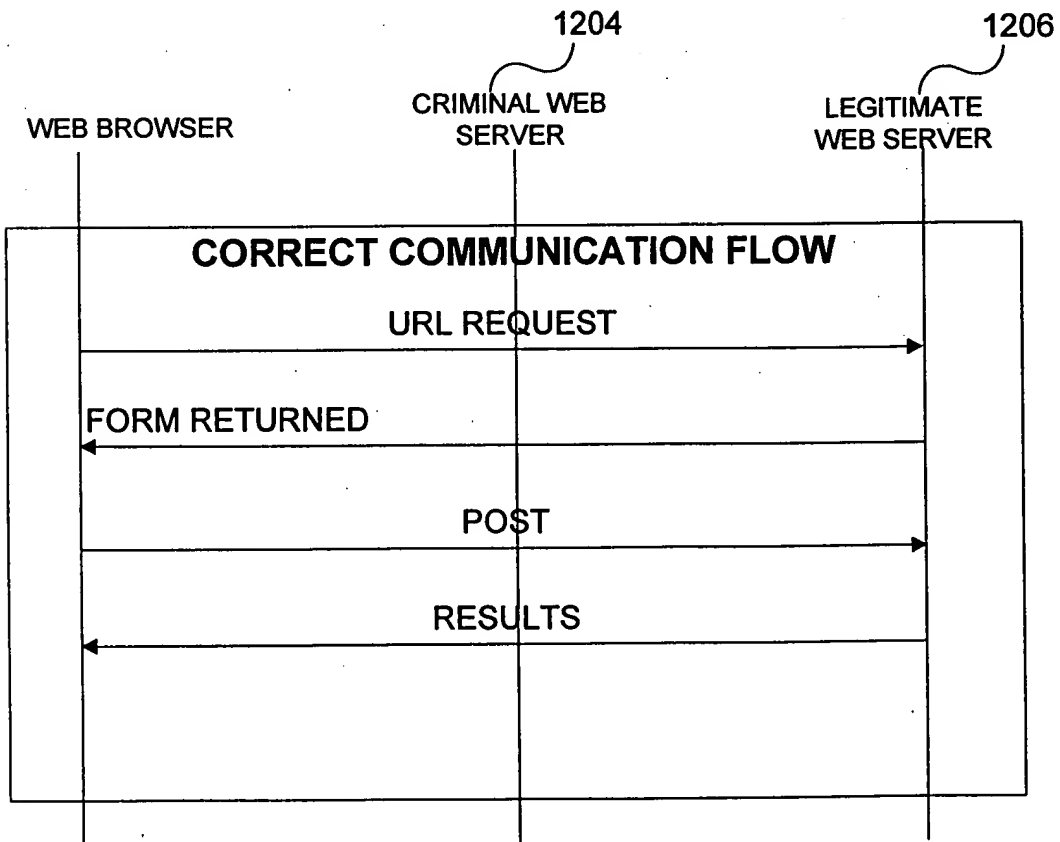 1204
1206
WEB BROWSER
CRIMINAL WEB
SERVER
LEGITIMATE
WEB SERVER
CORRECT COMMUNICATION FLOW
URL REQUEST
FORM RETURNED
POST
RESULTS